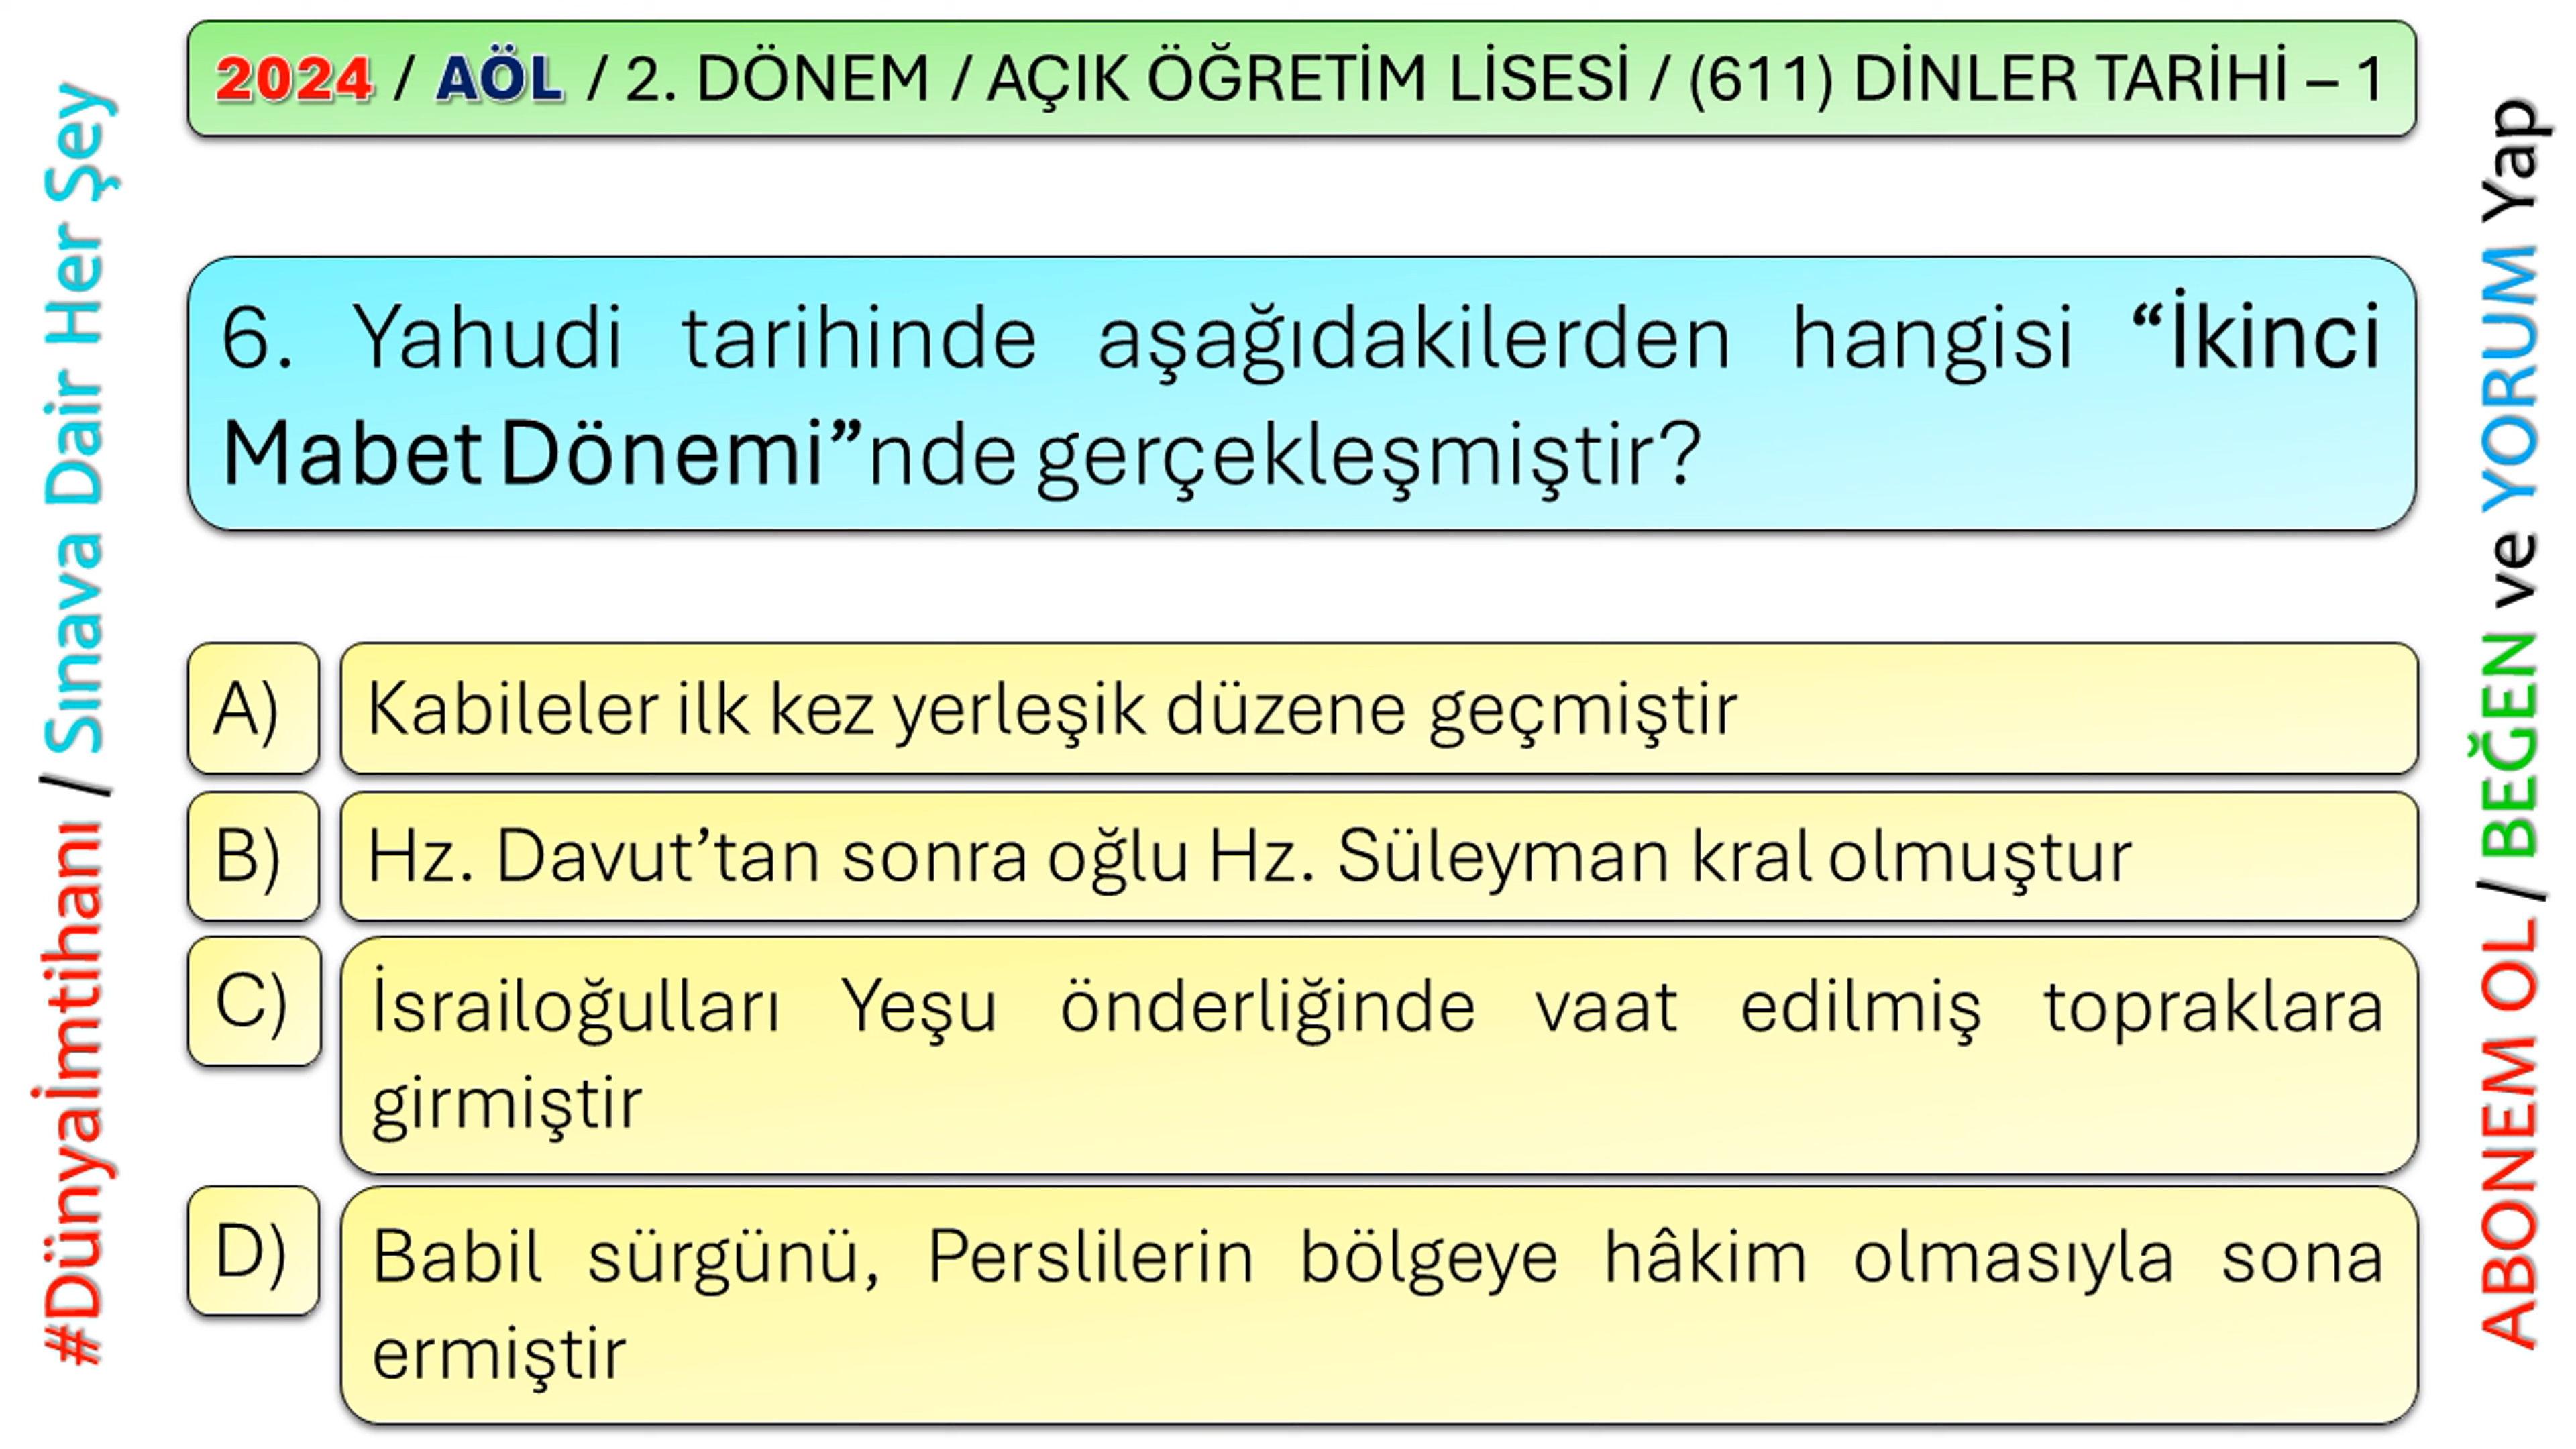 2024 / AÖL / 2. DÖNEM / AÇIK ÖĞRETİM LİSESİ / (611) DİNLER TARİHİ – 1
#Dünyaİmtihanı / Sınava Dair Her Şey
6. Yahudi tarihinde aşağıdakilerden hangisi “İkinci
Mabet Dönemi”nde gerçekleşmiştir?
A) Kabileler ilk kez yerleşik düzene geçmiştir
B) Hz. Davut’tan sonra oğlu Hz. Süleyman kral olmuştur
C) İsrailoğulları Yeşu önderliğinde vaat edilmiş topraklara
girmiştir
D) Babil sürgünü, Perslilerin bölgeye hâkim olmasıyla sona
ermiştir
ABONEM OL / BEĞEN ve YORUM Yap